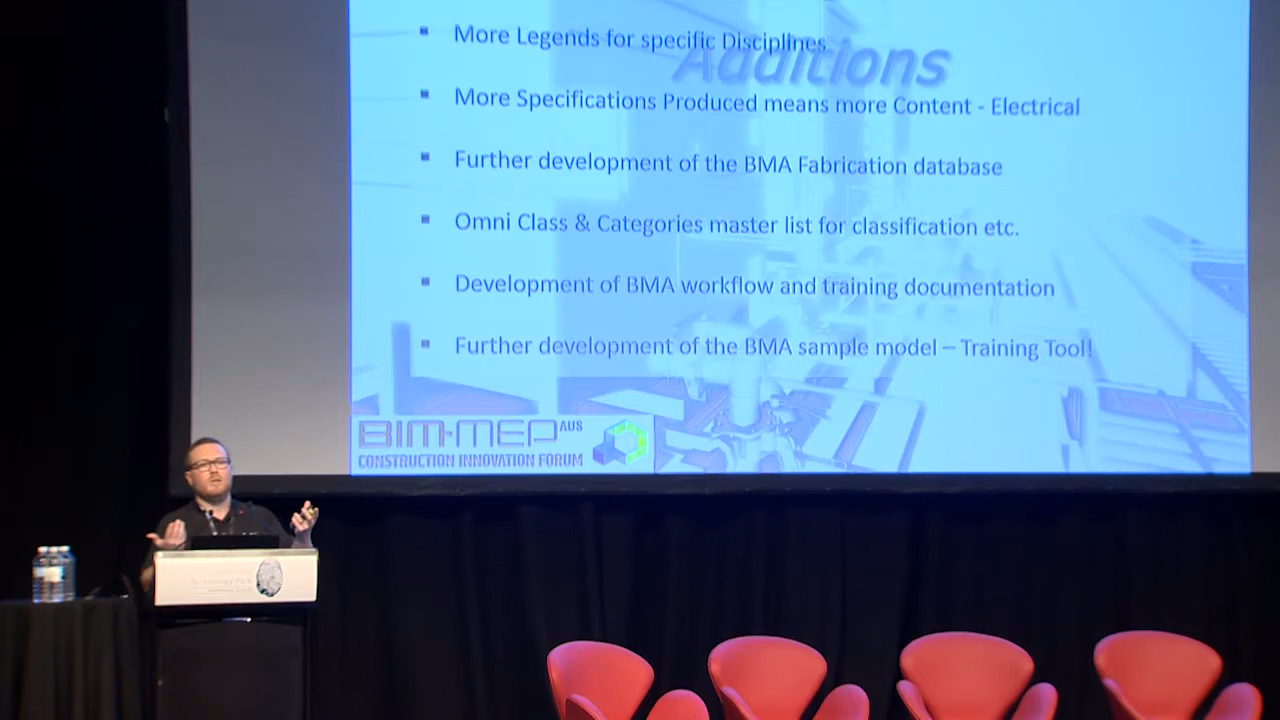 Additions
▪ More Legends for specific Disciplines
▪ More Specifications Produced means more Content - Electrical
▪ Further development of the BMA Fabrication database
▪ Omni Class & Categories master list for classification etc.
▪ Development of BMA workflow and training documentation
▪ Further development of the BMA sample model – Training Tool!
BIM-MEP AUS
CONSTRUCTION INNOVATION FORUM
Technology Park